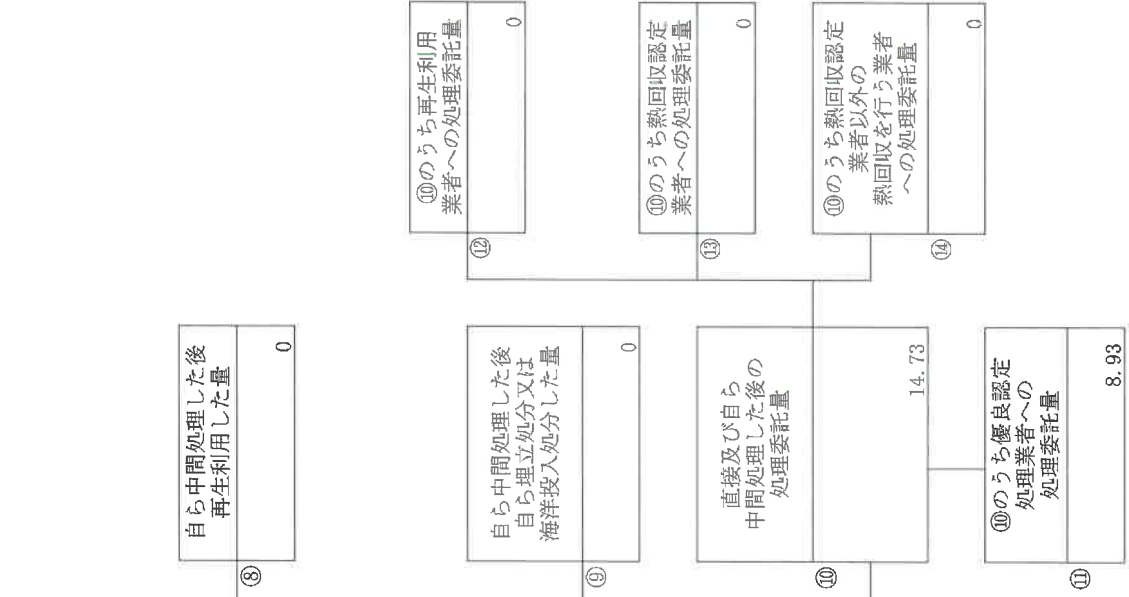 ⑧
自ら中間処理した後
再生利用した量
0
⑨
自ら中間処理した後
自ら埋立処分又は
海洋投入処分した量
0
⑩
直接及び自ら
中間処理した後の
処理委託量
14.73
⑪
⑩のうち優良認定
処理業者への
処理委託量
8.93
⑫
⑩のうち再生利用
業者への処理委託量
0
⑬
⑩のうち熱回収認定
業者への処理委託量
0
⑭
⑩のうち熱回収認定
業者以外の
熱回収を行う業者
への処理委託量
0